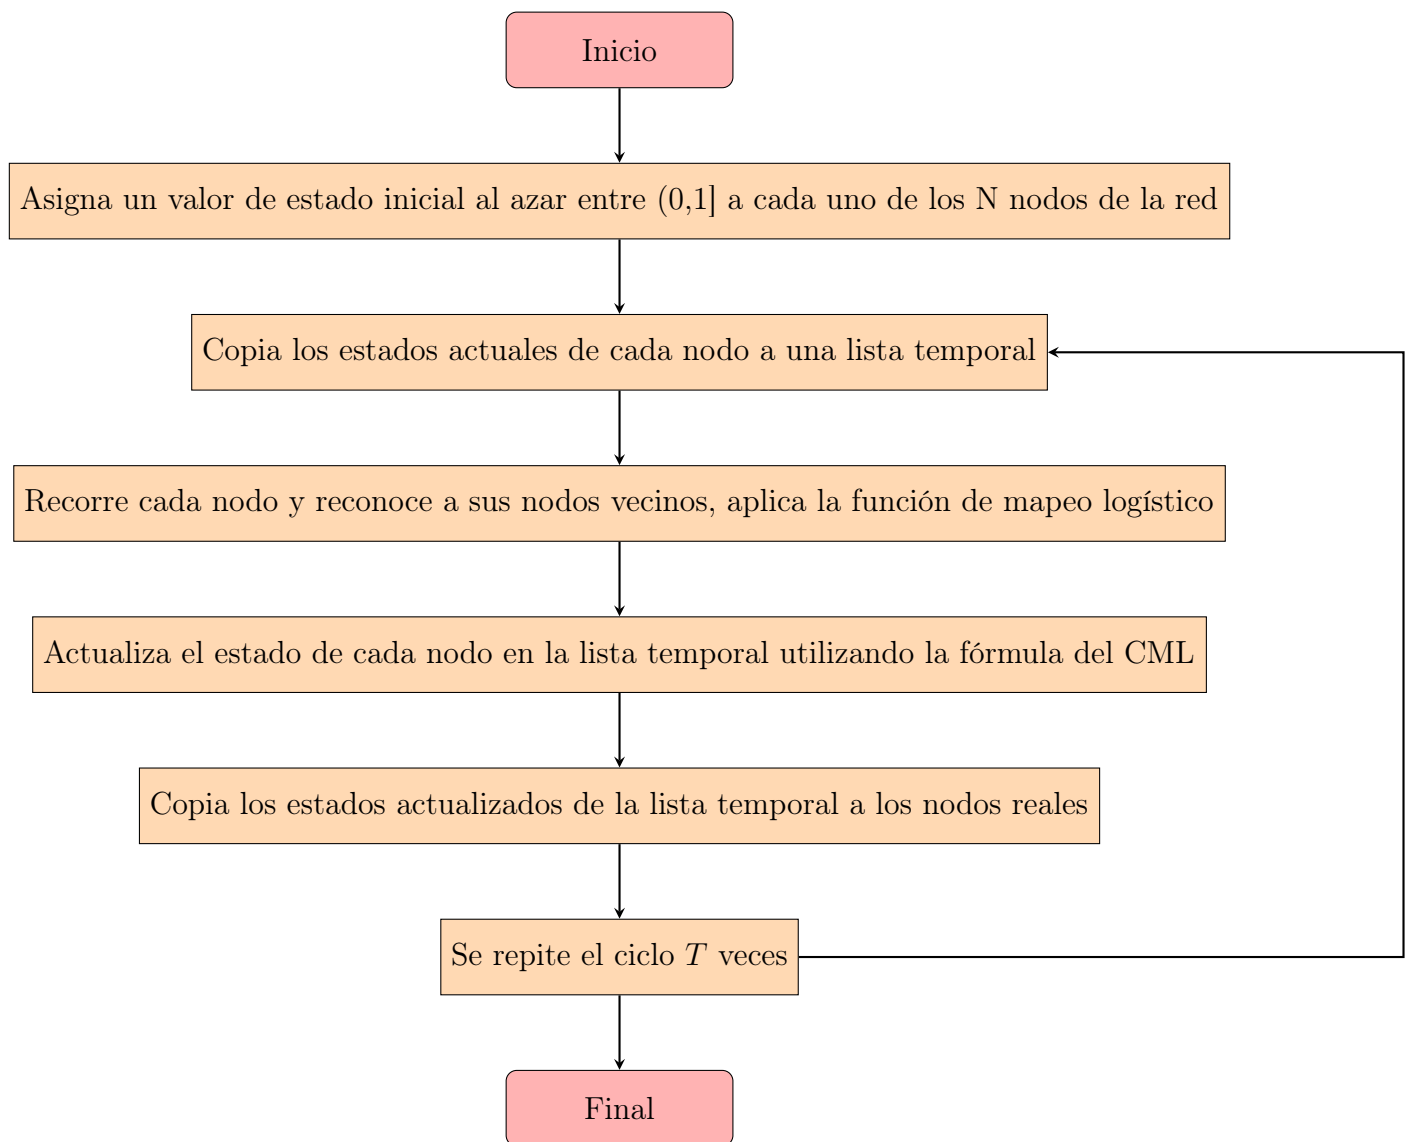 Inicio
Asigna un valor de estado inicial al azar entre (0,1] a cada uno de los N nodos de la red
Copia los estados actuales de cada nodo a una lista temporal
Recorre cada nodo y reconoce a sus nodos vecinos, aplica la función de mapeo logístico
Actualiza el estado de cada nodo en la lista temporal utilizando la fórmula del CML
Copia los estados actualizados de la lista temporal a los nodos reales
Se repite el ciclo T veces
Final